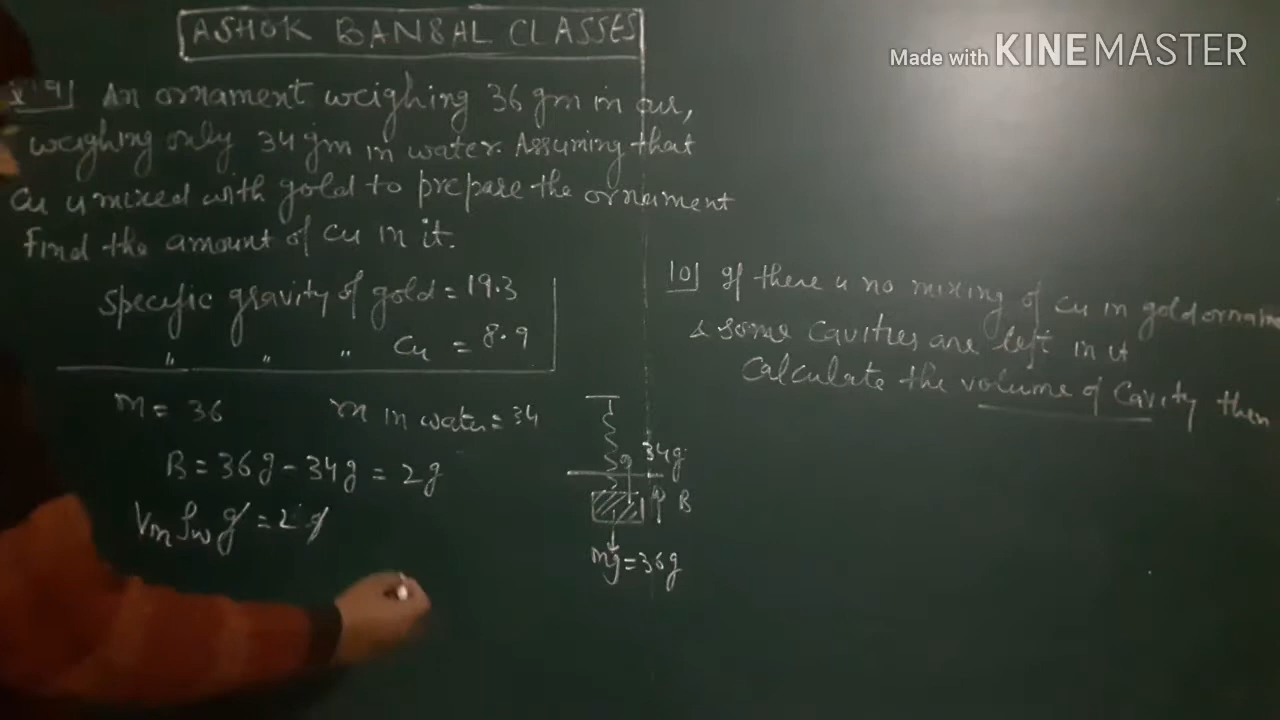 ASHOK BANSAL CLASSES
Made with KINEMASTER
An ornament weighing 36 gm in air,
weighing only 34 gm in water. Assuming that
Cu is mixed with gold to prepare the ornament
Find the amount of Cu in it.
Specific gravity of gold = 19.3
" " " Cu = 8.9
m = 36 m in water = 34
B = 36g - 34g = 2g
Vm ρw g = 2 g
34g
B
mg = 36g
10] If there is no mixing of Cu in gold
& some cavities are left in it
Calculate the volume of cavity then